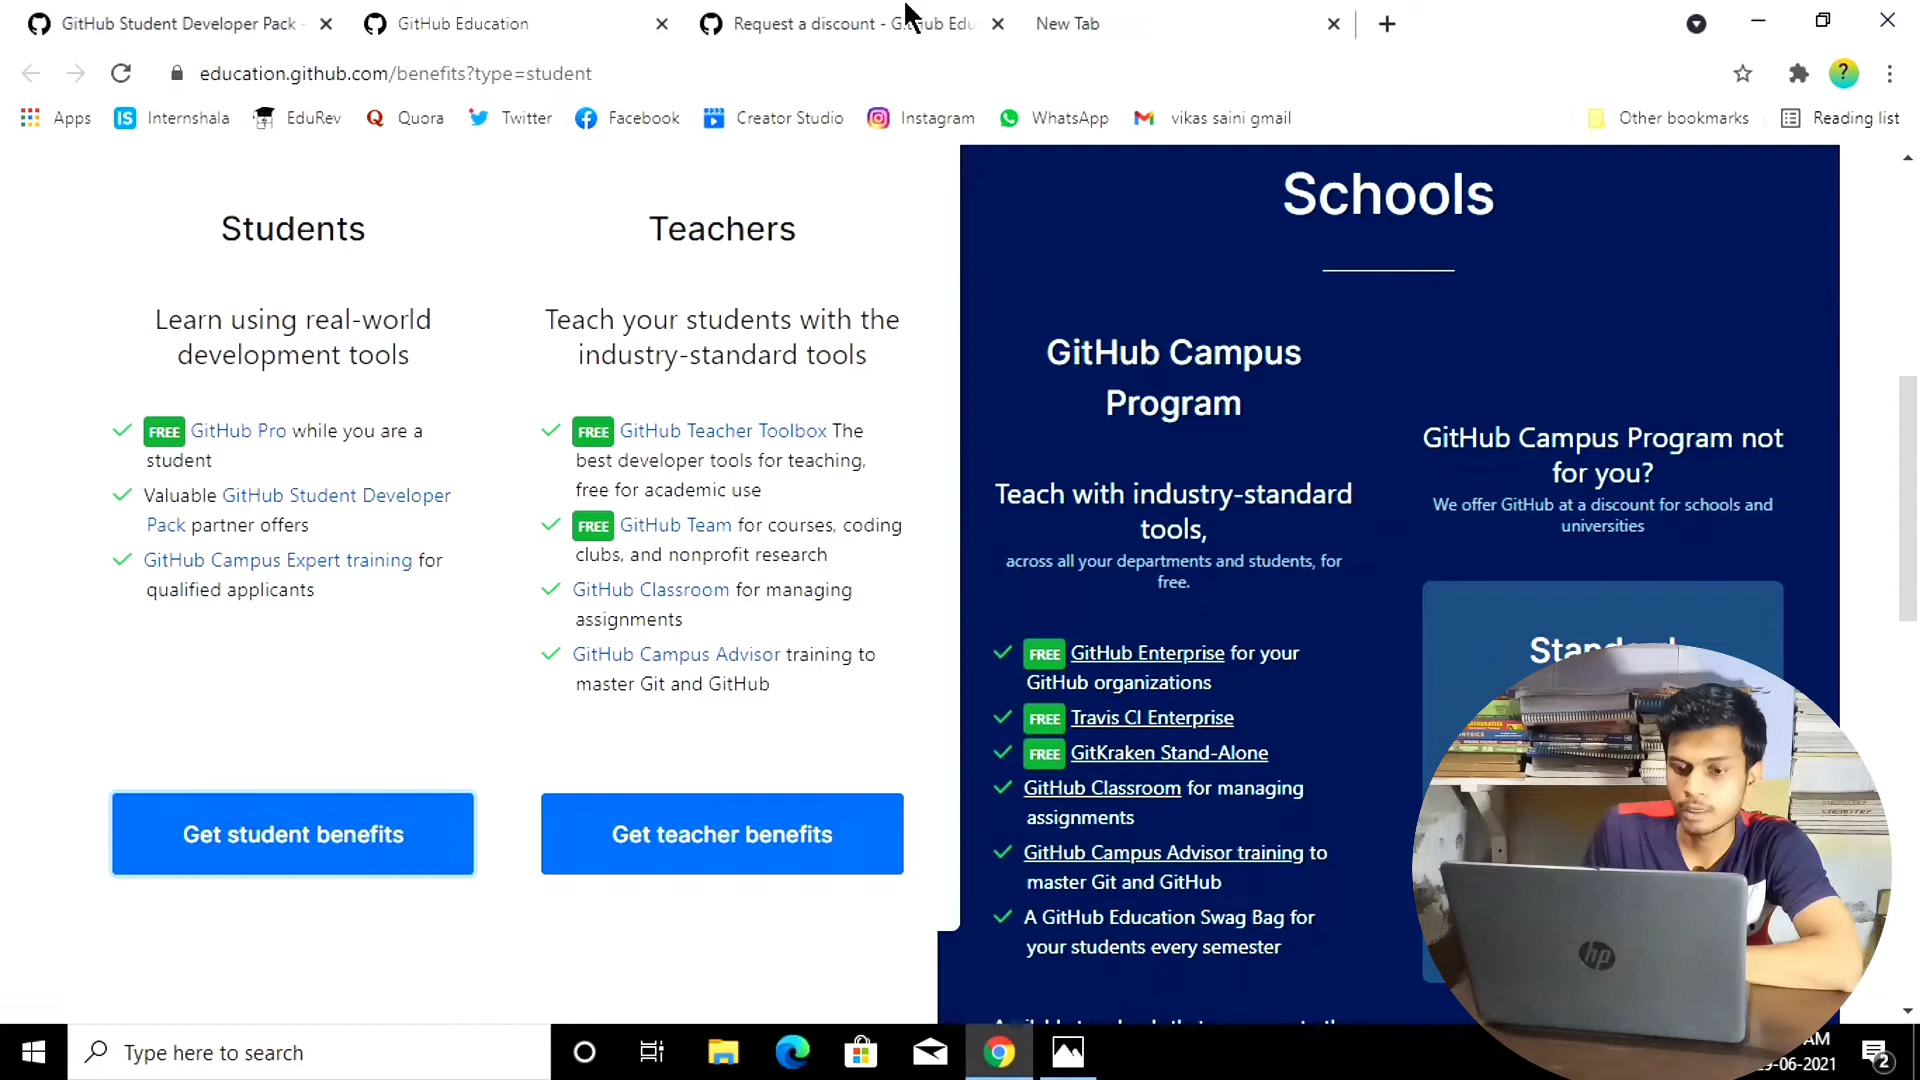 GitHub Student Developer Pack -
GitHub Education
Request a discount - GitHub Edu
New Tab
education.github.com/benefits?type=student
Apps
IS Internshala
EduRev
Quora
Twitter
Facebook
Creator Studio
Instagram
WhatsApp
vikas saini gmail
Other bookmarks
Reading list
Students
Learn using real-world
development tools
FREE GitHub Pro while you are a
student
Valuable GitHub Student Developer
Pack partner offers
GitHub Campus Expert training for
qualified applicants
Get student benefits
Teachers
Teach your students with the
industry-standard tools
FREE GitHub Teacher Toolbox The
best developer tools for teaching,
free for academic use
FREE GitHub Team for courses, coding
clubs, and nonprofit research
GitHub Classroom for managing
assignments
GitHub Campus Advisor training to
master Git and GitHub
Get teacher benefits
Schools
GitHub Campus
Program
Teach with industry-standard
tools,
across all your departments and students, for
free.
FREE GitHub Enterprise for your
GitHub organizations
FREE Travis CI Enterprise
FREE GitKraken Stand-Alone
GitHub Classroom for managing
assignments
GitHub Campus Advisor training to
master Git and GitHub
A GitHub Education Swag Bag for
your students every semester
GitHub Campus Program not
for you?
We offer GitHub at a discount for schools and
universities
hp
Type here to search
AM
-06-2021
2